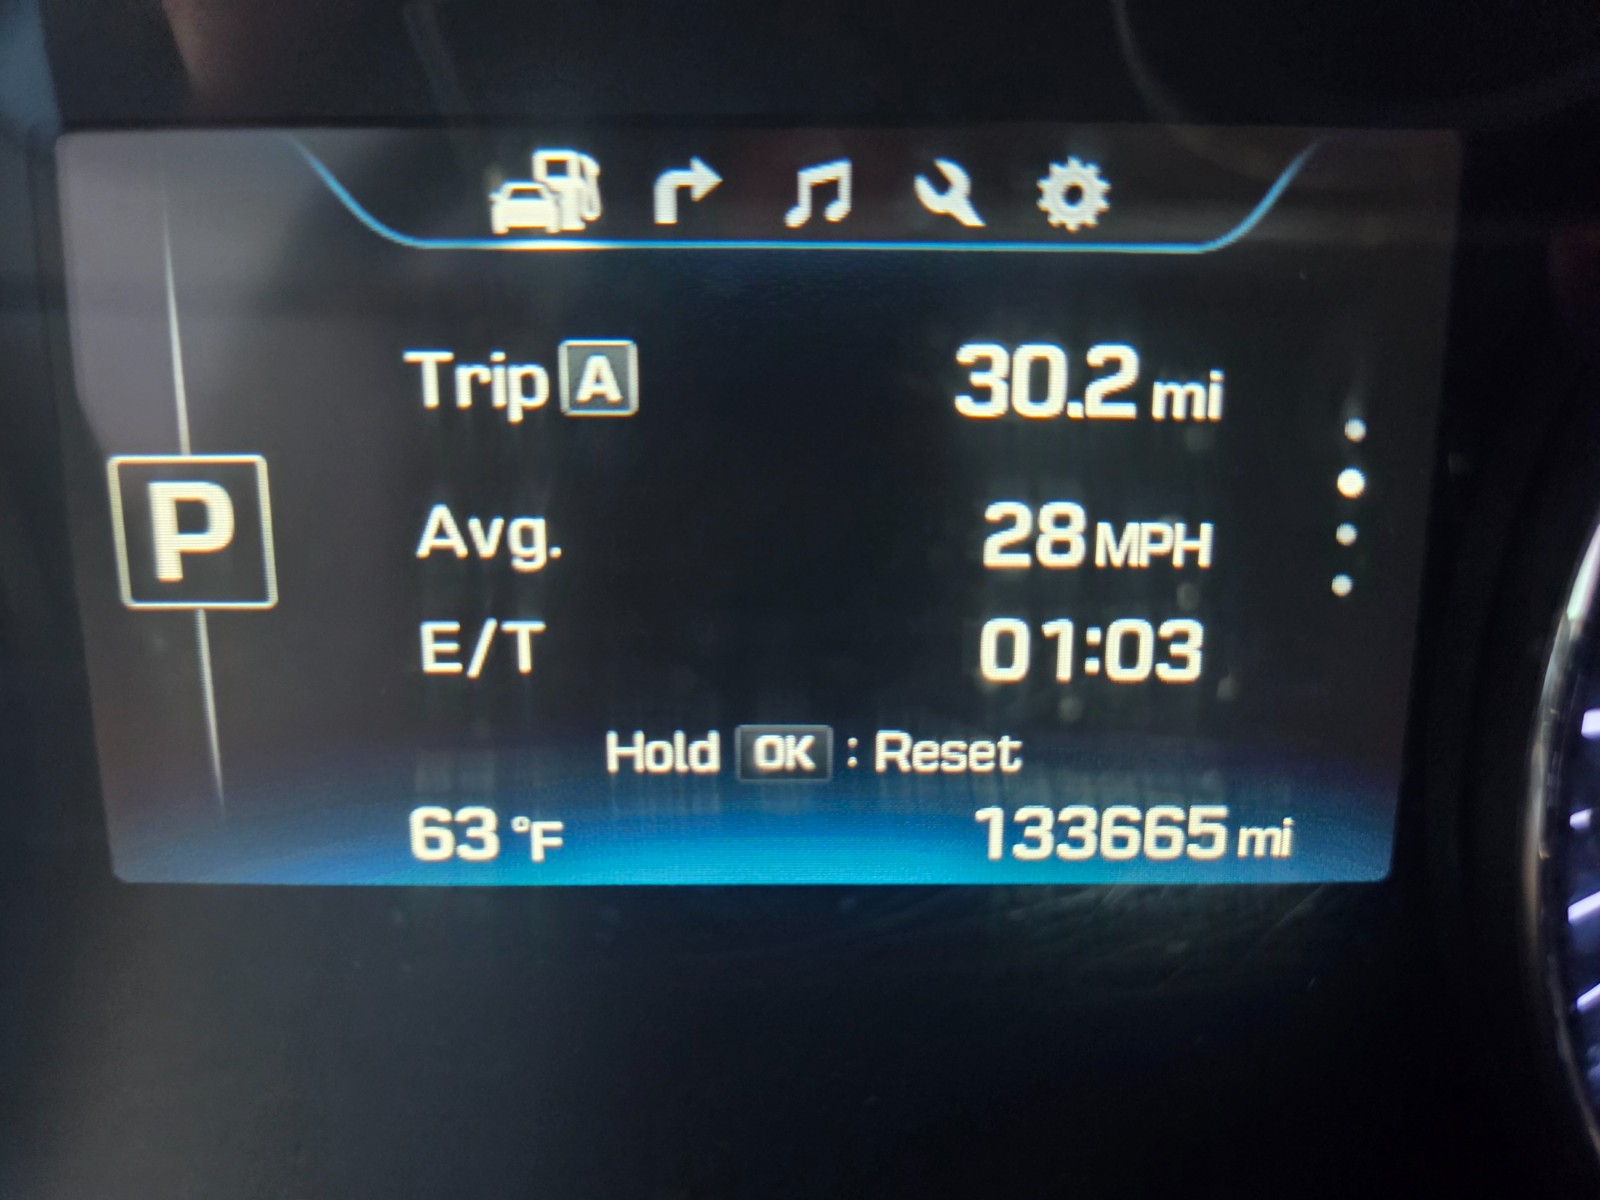 Trip A 30.2 mi
P
Avg. 28 MPH
E/T 01:03
Hold OK : Reset
63 °F 133665 mi